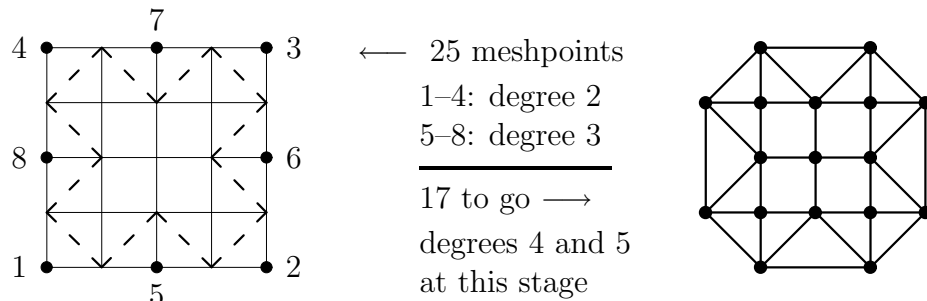 7
4
3
8
6
1
2
5
⟵ 25 meshpoints
1–4: degree 2
5–8: degree 3
17 to go ⟶
degrees 4 and 5
at this stage